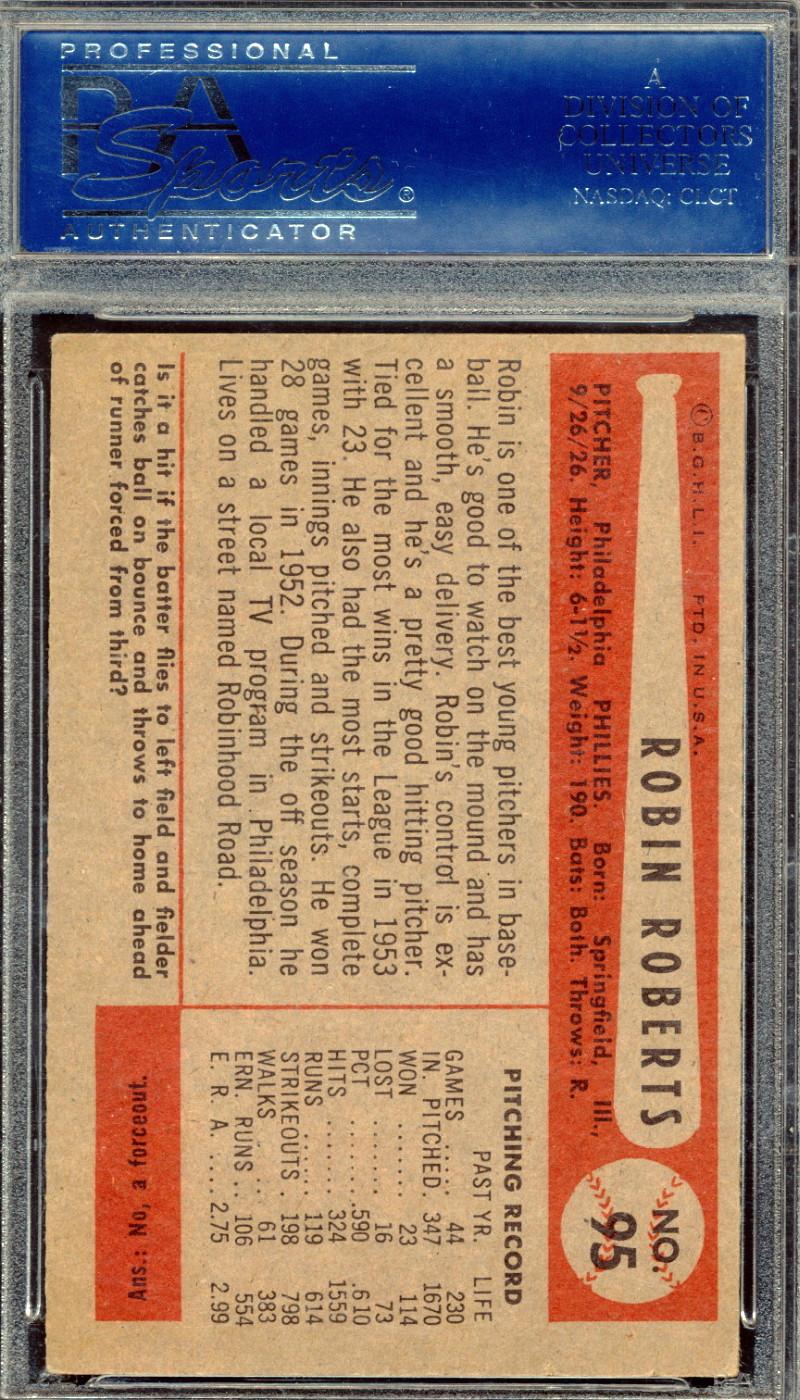 PROFESSIONAL
PSA
Sports®
AUTHENTICATOR
A
DIVISION OF
COLLECTORS
UNIVERSE
NASDAQ: CLCT
© B.G.H.L.I. PTD. IN U.S.A.
ROBIN ROBERTS
NO.
95
PITCHER, Philadelphia PHILLIES. Born: Springfield, Ill.,
9/26/26. Height: 6-1½. Weight: 190. Bats: Both. Throws: R.
Robin is one of the best young pitchers in base-
ball. He's good to watch on the mound and has
a smooth, easy delivery. Robin's control is ex-
cellent and he's a pretty good hitting pitcher.
Tied for the most wins in the League in 1953
with 23. He also had the most starts, complete
games, innings pitched and strikeouts. He won
28 games in 1952. During the off season he
handled a local TV program in Philadelphia.
Lives on a street named Robinhood Road.
PITCHING RECORD
PAST YR. LIFE
GAMES ..... 44 230
IN. PITCHED. 347 1670
WON ...... 23 114
LOST ....... 16 73
PCT ........590 .610
HITS ....... 324 1559
RUNS ...... 119 614
STRIKEOUTS . 198 798
WALKS .. 61 383
ERN. RUNS .. 106 554
E. R. A. .... 2.75 2.99
Is it a hit if the batter flies to left field and fielder
catches ball on bounce and throws to home ahead
of runner forced from third?
Ans.: No, a forceout.